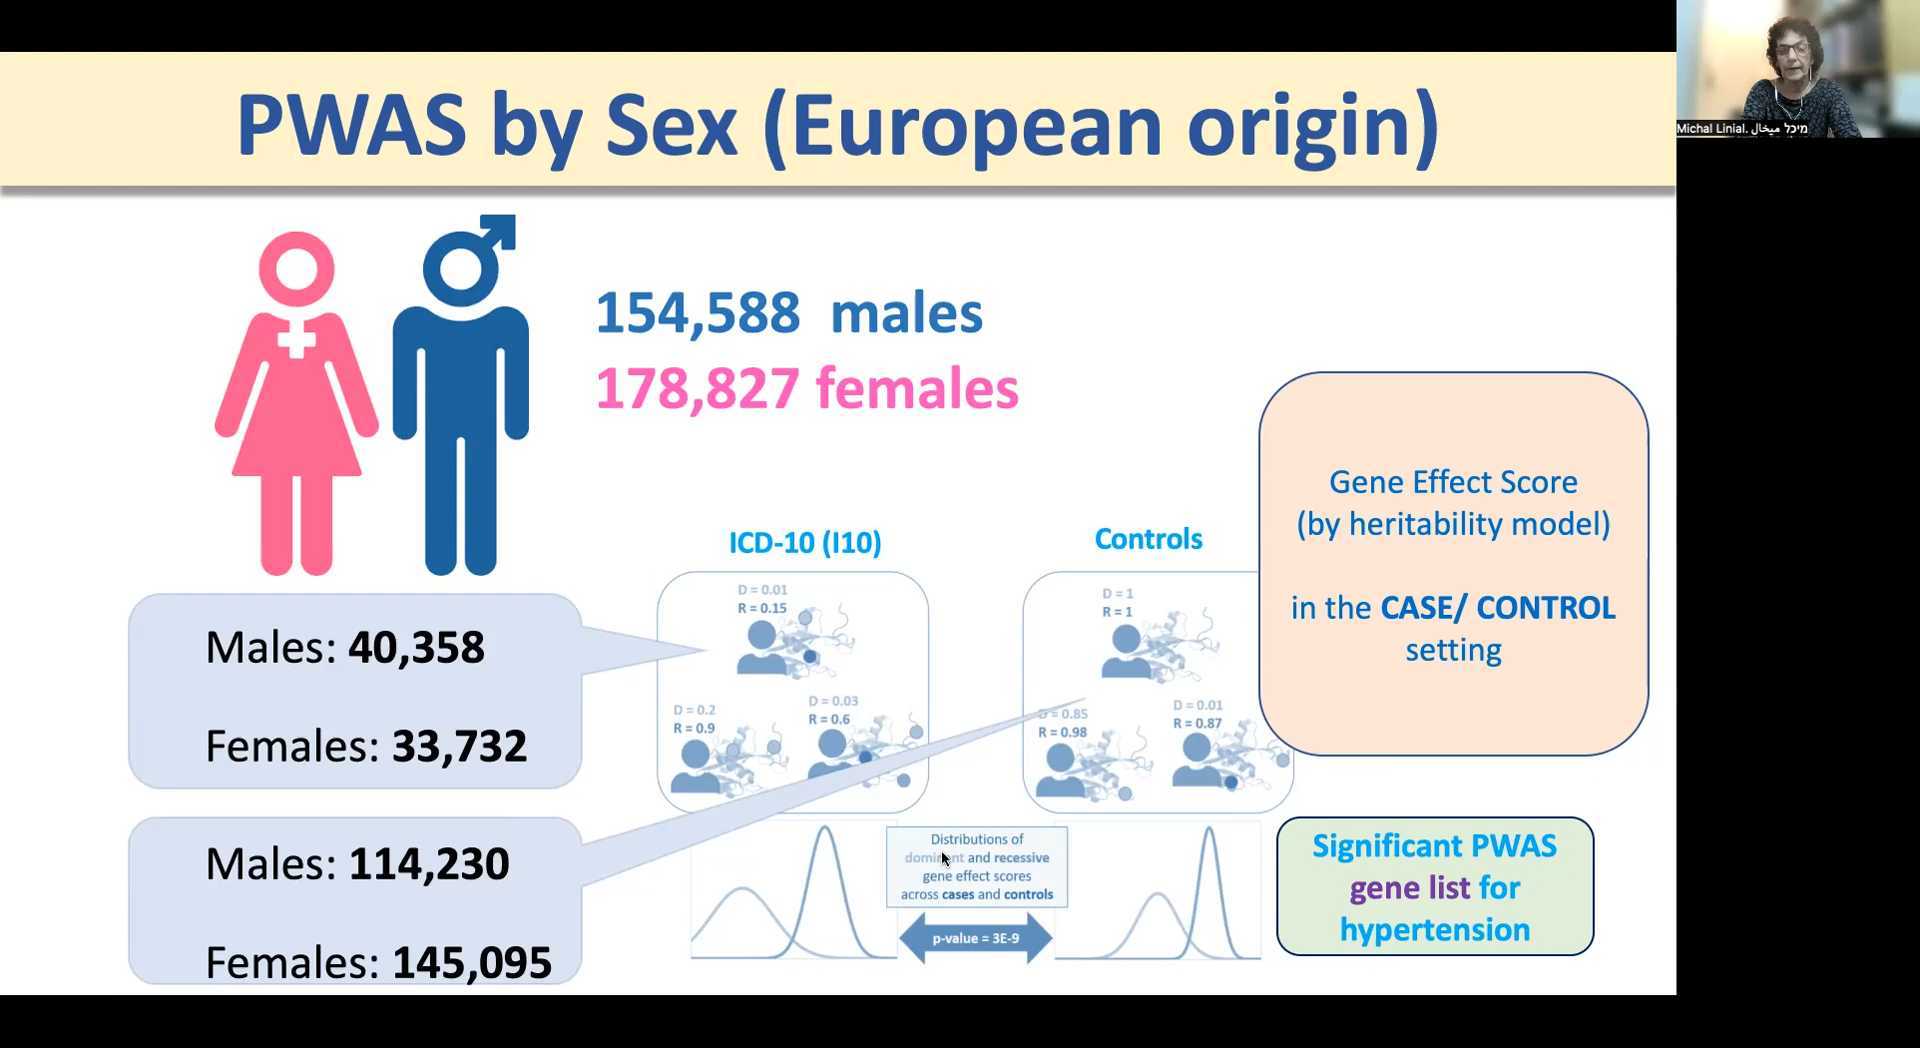 PWAS by Sex (European origin)
Michal Linial. מיכל ميخال
154,588 males
178,827 females
Gene Effect Score
(by heritability model)
in the CASE/ CONTROL
setting
ICD-10 (I10)
Controls
D = 0.01
R = 0.15
D = 0.2
R = 0.9
D = 0.03
R = 0.6
D = 1
R = 1
D = 0.85
R = 0.98
D = 0.01
R = 0.87
Males: 40,358
Females: 33,732
Males: 114,230
Females: 145,095
Distributions of
dominant and recessive
gene effect scores
across cases and controls
p-value = 3E-9
Significant PWAS
gene list for
hypertension